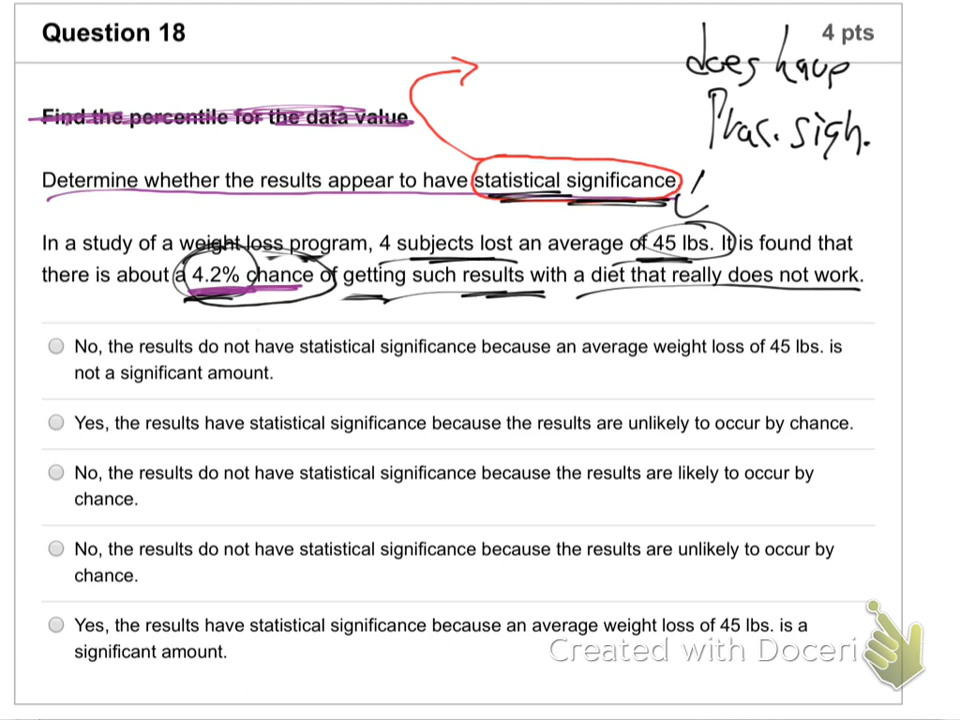 Question 18
4 pts
does have
Prac. sign.
Find the percentile for the data value.
Determine whether the results appear to have statistical significance
In a study of a weight loss program, 4 subjects lost an average of 45 lbs. It is found that
there is about a 4.2% chance of getting such results with a diet that really does not work.
No, the results do not have statistical significance because an average weight loss of 45 lbs. is
not a significant amount.
Yes, the results have statistical significance because the results are unlikely to occur by chance.
No, the results do not have statistical significance because the results are likely to occur by
chance.
No, the results do not have statistical significance because the results are unlikely to occur by
chance.
Yes, the results have statistical significance because an average weight loss of 45 lbs. is a
significant amount.
Created with Doceri